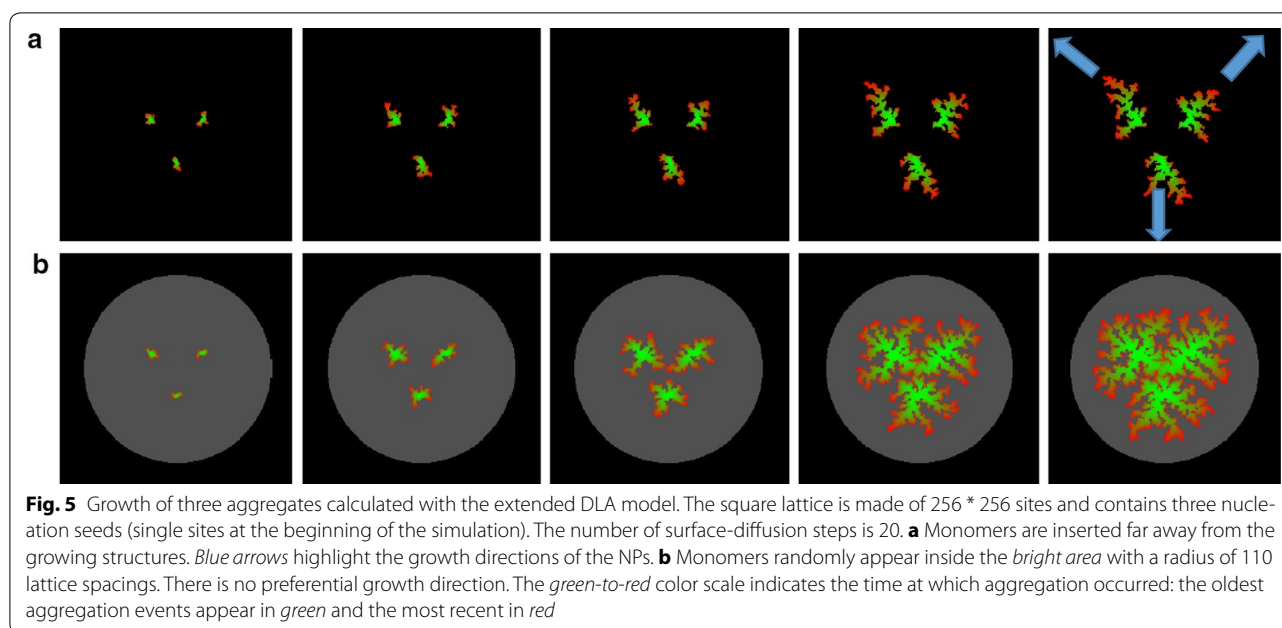 a
b
Fig. 5 Growth of three aggregates calculated with the extended DLA model. The square lattice is made of 256 * 256 sites and contains three nucle-
ation seeds (single sites at the beginning of the simulation). The number of surface-diffusion steps is 20. a Monomers are inserted far away from the
growing structures. Blue arrows highlight the growth directions of the NPs. b Monomers randomly appear inside the bright area with a radius of 110
lattice spacings. There is no preferential growth direction. The green-to-red color scale indicates the time at which aggregation occurred: the oldest
aggregation events appear in green and the most recent in red